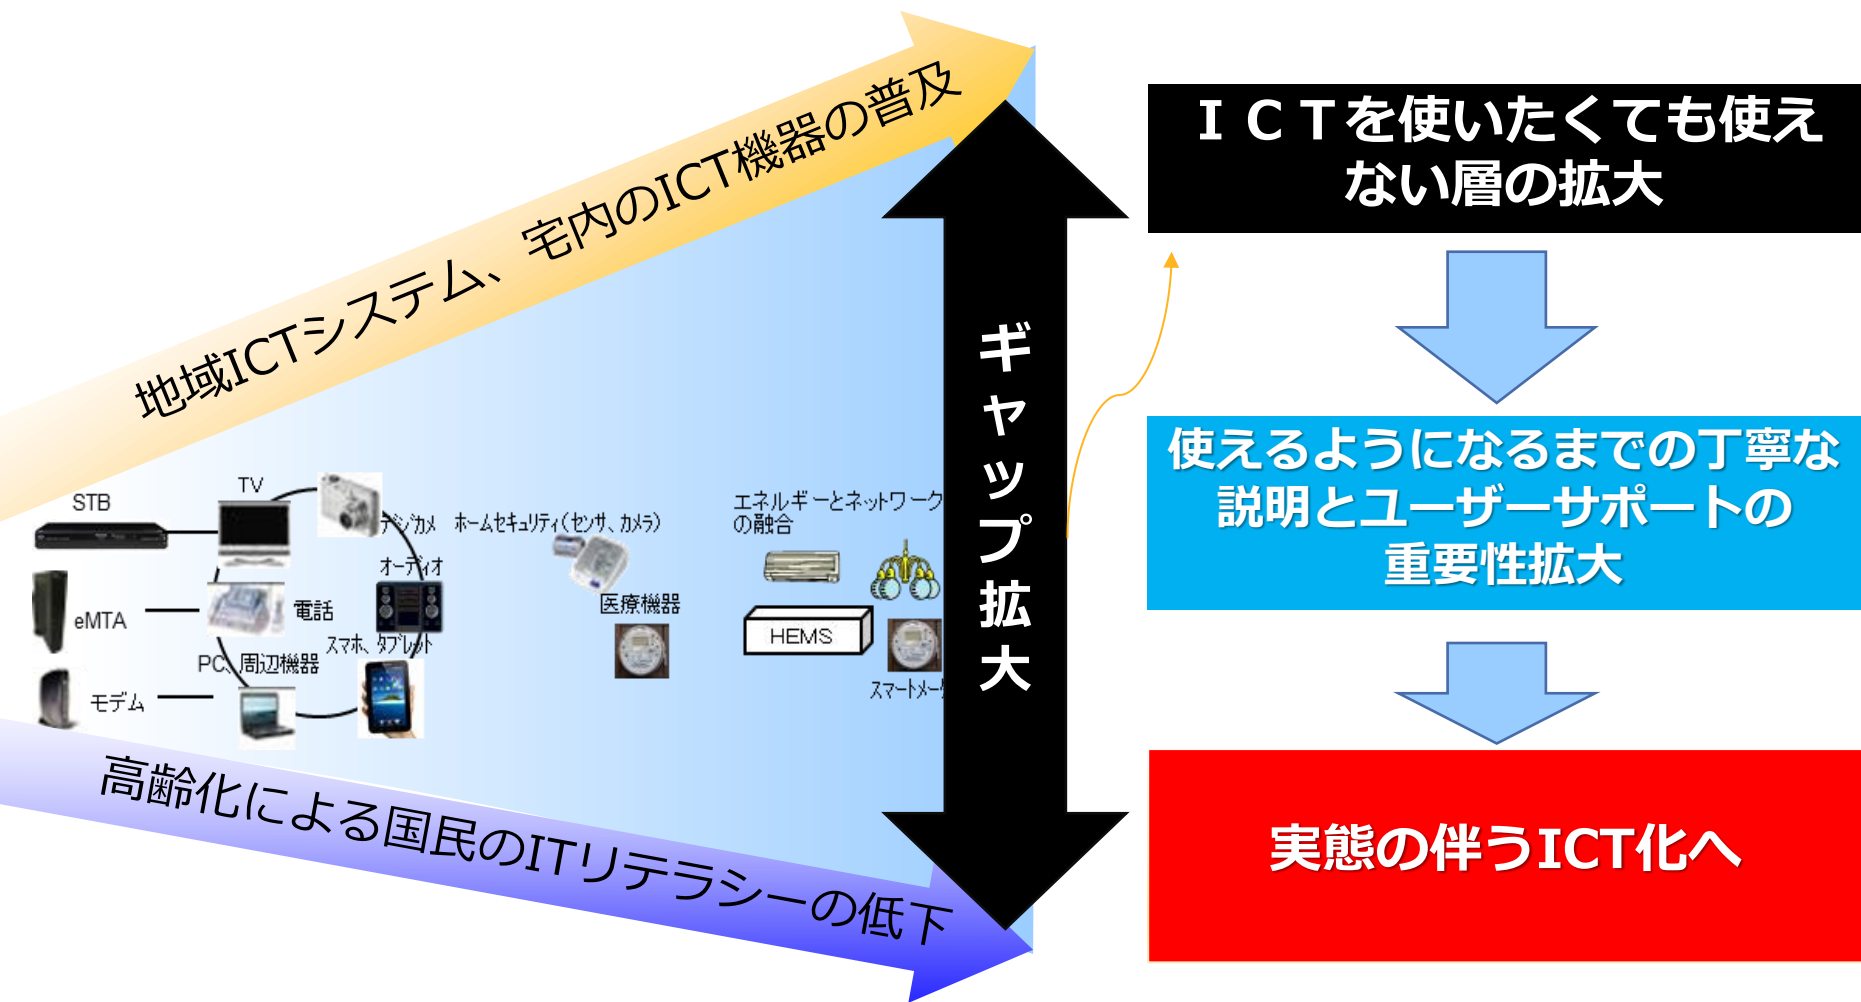 地域ICTシステム、宅内のICT機器の普及
STB
TV
デジカメ
ホームセキュリティ(センサ、カメラ)
エネルギーとネットワーク
の融合
オーディオ
eMTA
電話
医療機器
HEMS
スマホ、タブレット
PC、周辺機器
モデム
スマートメー
高齢化による国民のITリテラシーの低下
ギャップ拡大
ICTを使いたくても使え
ない層の拡大
使えるようになるまでの丁寧な
説明とユーザーサポートの
重要性拡大
実態の伴うICT化へ